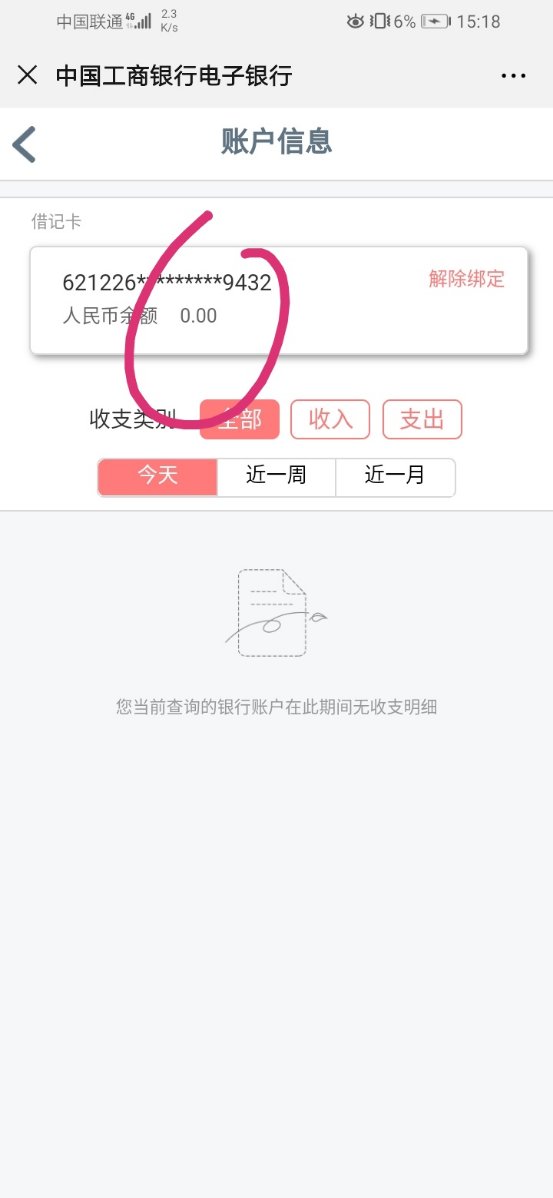 中国联通 4G 2.3 K/s 6% 15:18
中国工商银行电子银行
账户信息
借记卡
621226*********9432 解除绑定
人民币余额 0.00
收支类别 全部 收入 支出
今天 近一周 近一月
您当前查询的银行账户在此期间无收支明细